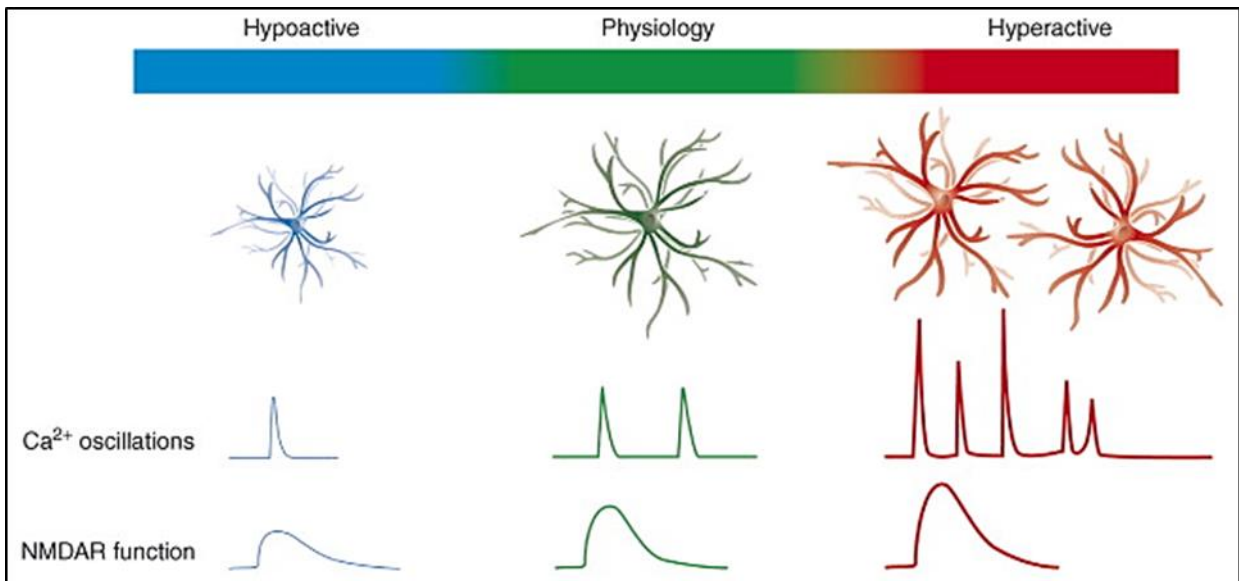 Hypoactive Physiology Hyperactive
Ca²⁺ oscillations
NMDAR function